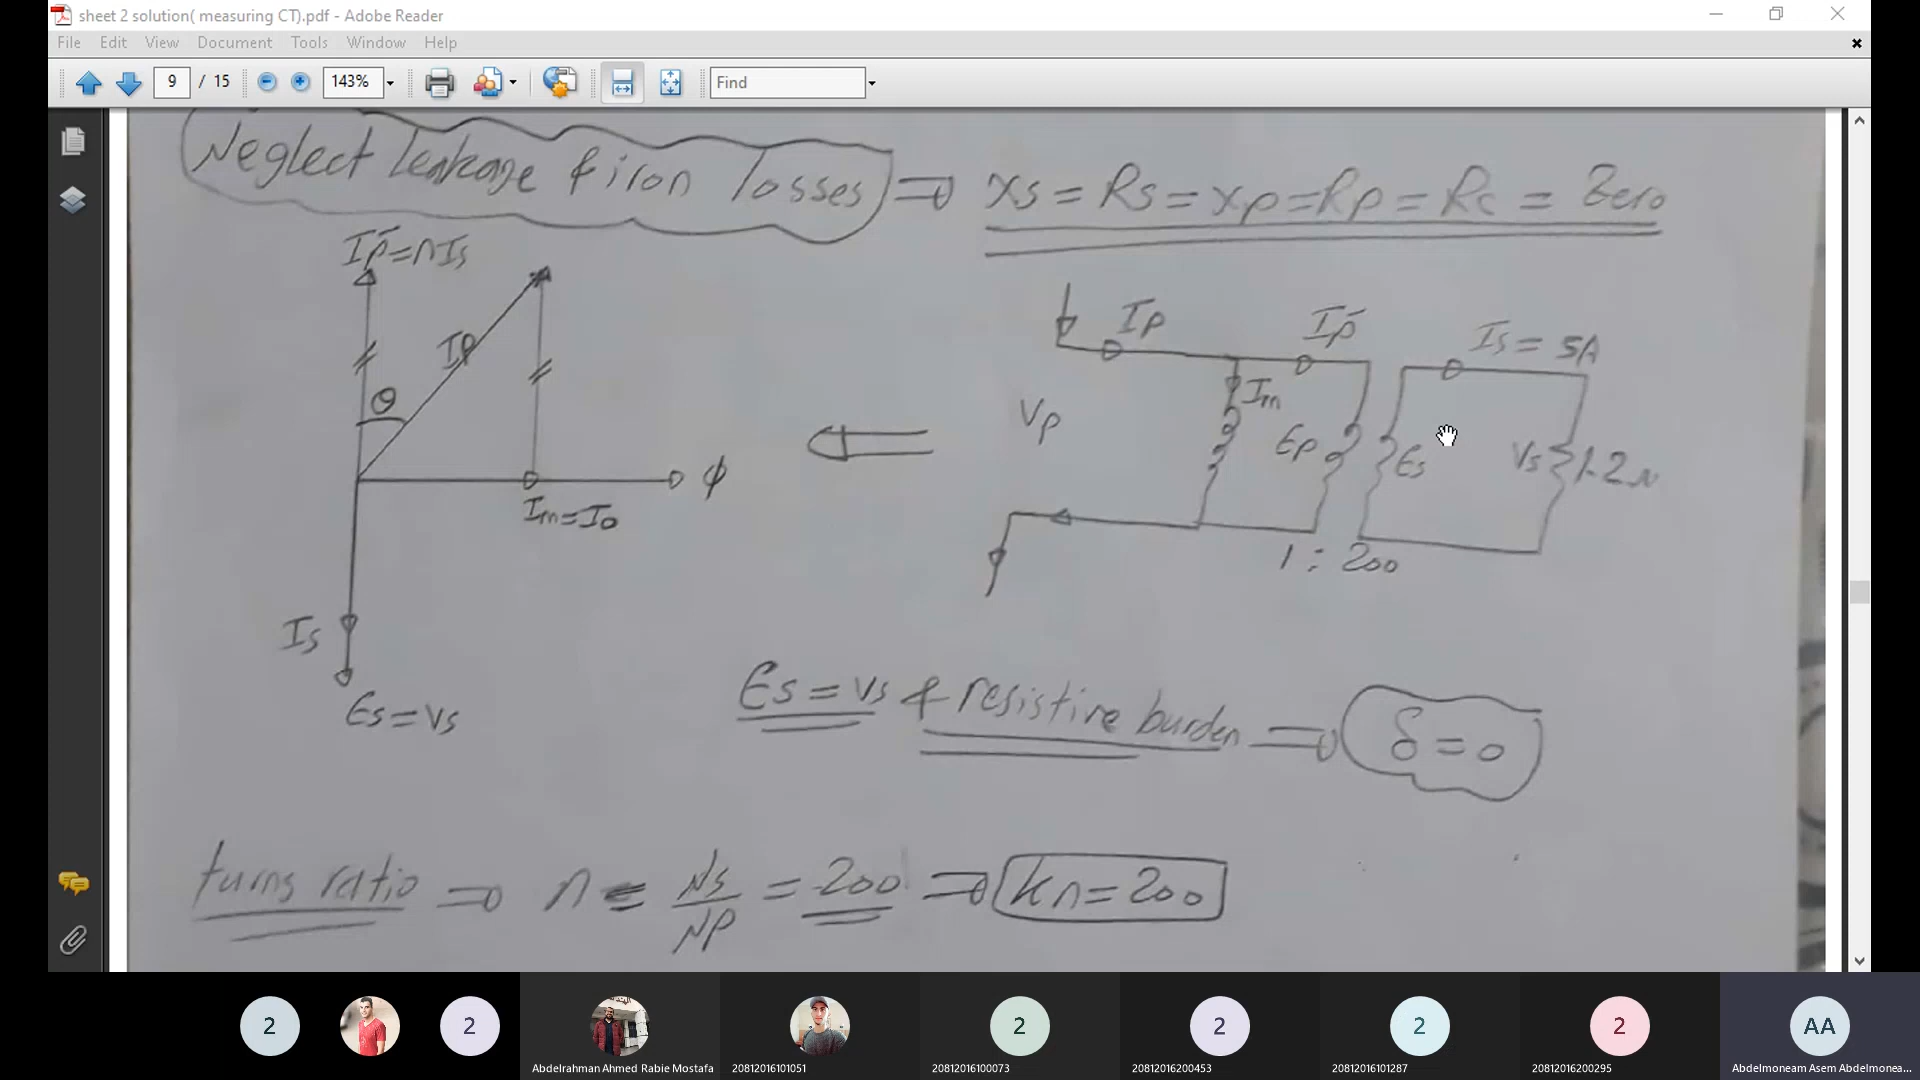 sheet 2 solution( measuring CT).pdf - Adobe Reader
File Edit View Document Tools Window Help
9 / 15 143% Find
Neglect leakage & iron losses ⇒ Xs = Rs = Xp = Rp = Rc = Zero
Ip̄ = nIs
Ip
θ
Im = Io
ϕ
Is
Es = Vs
Ip
Ip̄
Is = 5A
Im
Vp
Ep
Es
Vs
1.2Ω
1 : 200
Es = Vs & resistive burden ⇒ δ = 0
turns ratio ⇒ n = Ns/Np = 200 ⇒ kn = 200
2
2
Abdelrahman Ahmed Rabie Mostafa
20812016101051
2
20812016100073
2
20812016200453
2
20812016101287
2
20812016200295
AA
Abdelmoneam Asem Abdelmonea...